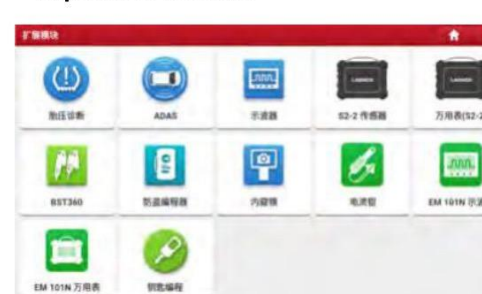 扩展模块
胎压诊断
ADAS
示波器
S2-2 传感器
万用表(S2-2
BST360
防盗编程器
内窥镜
电流钳
EM 101N 示波
EM 101N 万用表
钥匙编程